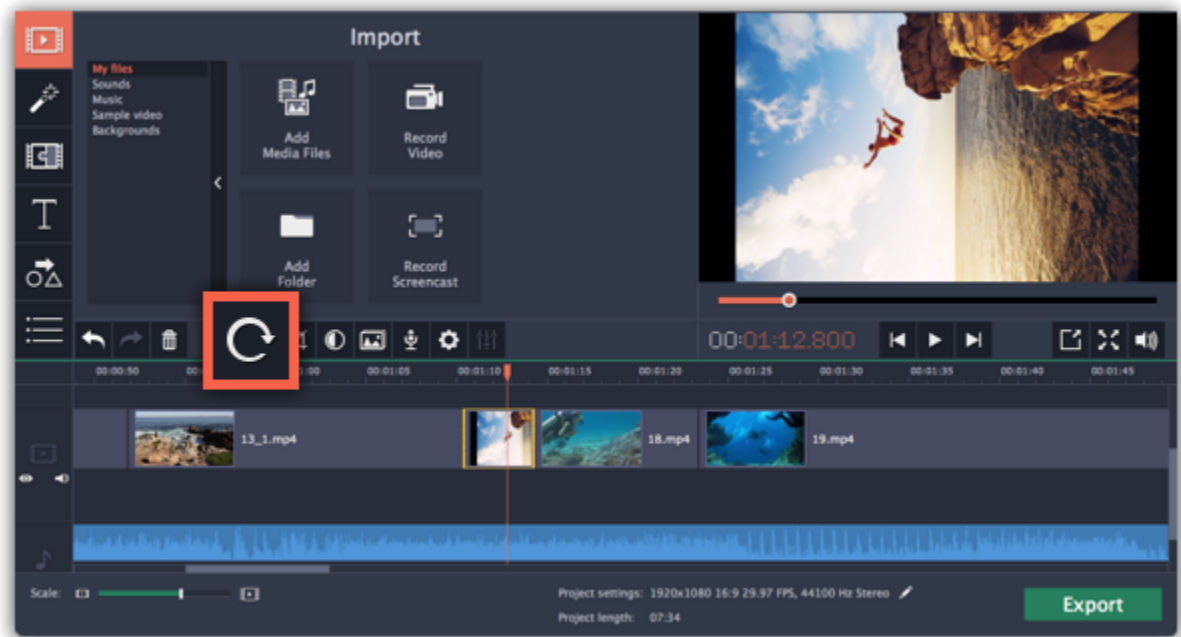 Import
My files
Sounds
Music
Sample video
Backgrounds
Add
Media Files
Record
Video
Add
Folder
Record
Screencast
T
00:01:12.800
00:00:50
:00
00:01:05
00:01:10
00:01:15
00:01:20
00:01:25
00:01:30
00:01:35
00:01:40
00:01:45
13_1.mp4
18.mp4
19.mp4
Scale:
Project settings: 1920x1080 16:9 29.97 FPS, 44100 Hz Stereo
Project length: 07:34
Export